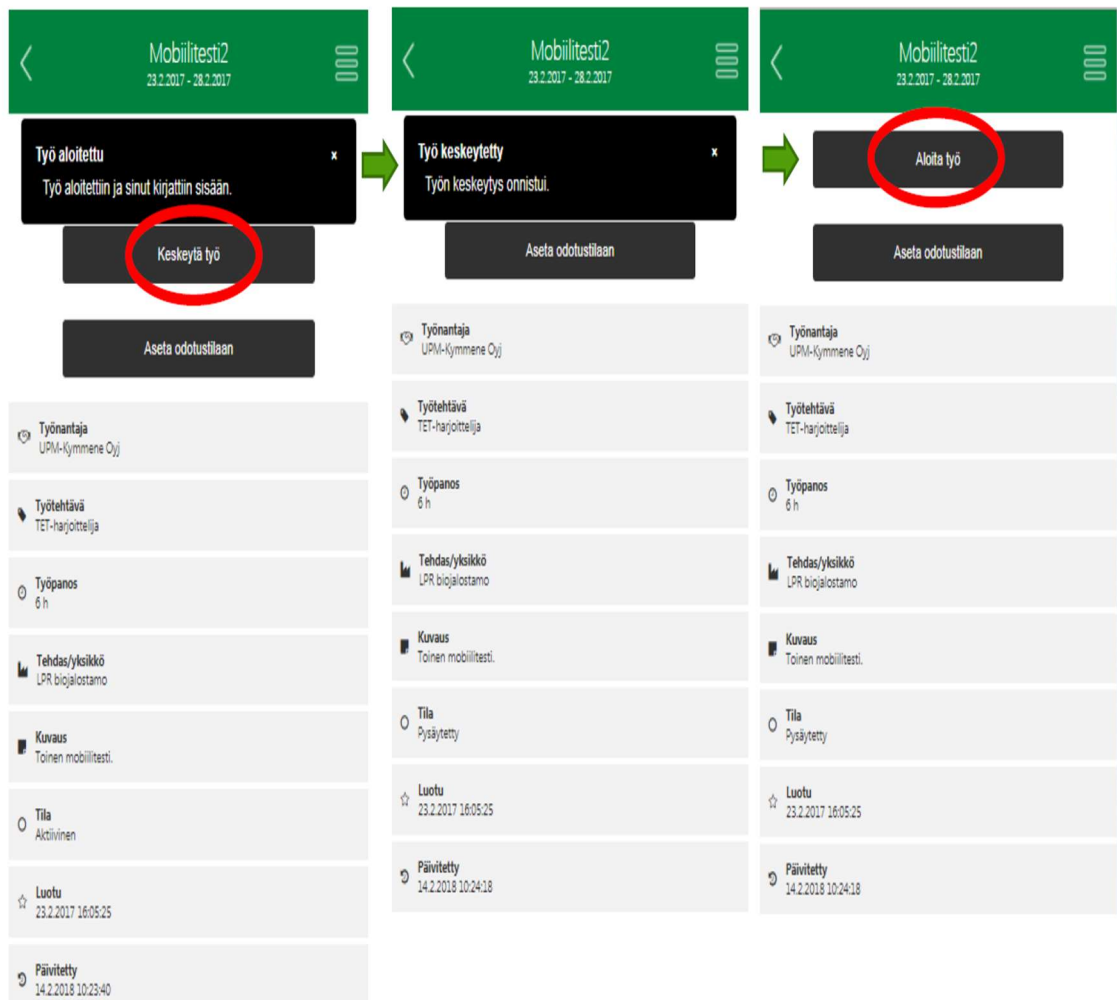 Mobiilitesti2
23.2.2017 - 28.2.2017
Työ aloitettu x
Työ aloitettiin ja sinut kirjattiin sisään.
Keskeytä työ
Aseta odotustilaan
Työnantaja
UPM-Kymmene Oyj
Työtehtävä
TET-harjoittelija
Työpanos
6 h
Tehdas/yksikkö
LPR biojalostamo
Kuvaus
Toinen mobiilitesti.
Tila
Aktiivinen
Luotu
23.2.2017 16:05:25
Päivitetty
14.2.2018 10:23:40
Mobiilitesti2
23.2.2017 - 28.2.2017
Työ keskeytetty x
Työn keskeytys onnistui.
Aseta odotustilaan
Työnantaja
UPM-Kymmene Oyj
Työtehtävä
TET-harjoittelija
Työpanos
6 h
Tehdas/yksikkö
LPR biojalostamo
Kuvaus
Toinen mobiilitesti.
Tila
Pysäytetty
Luotu
23.2.2017 16:05:25
Päivitetty
14.2.2018 10:24:18
Mobiilitesti2
23.2.2017 - 28.2.2017
Aloita työ
Aseta odotustilaan
Työnantaja
UPM-Kymmene Oyj
Työtehtävä
TET-harjoittelija
Työpanos
6 h
Tehdas/yksikkö
LPR biojalostamo
Kuvaus
Toinen mobiilitesti.
Tila
Pysäytetty
Luotu
23.2.2017 16:05:25
Päivitetty
14.2.2018 10:24:18